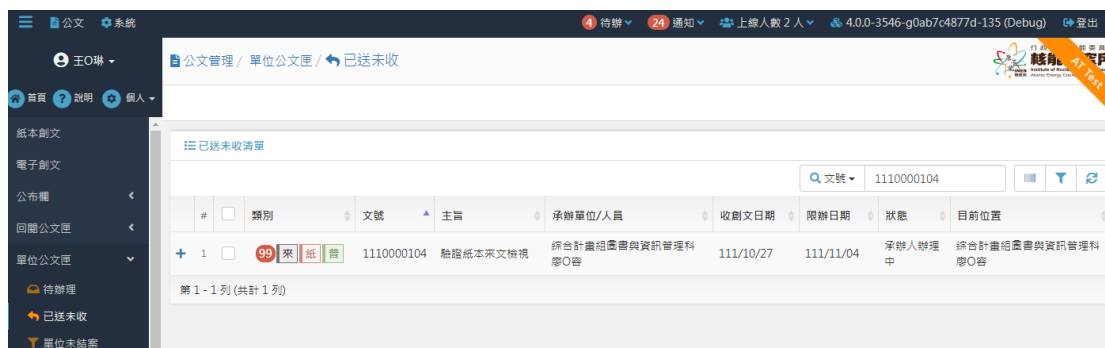 公文 系統 4 待辦 24 通知 上線人數 2 人 4.0.0-3546-g0ab7c4877d-135 (Debug) 登出
王O琳
公文管理 / 單位公文匣 / 已送未收
AT Test
首頁 說明 個人
紙本創文
已送未收清單
電子創文
文號 1110000104
公布欄
# 類別 文號 主旨 承辦單位/人員 收創文日期 限辦日期 狀態 目前位置
回閱公文匣
單位公文匣
1 99 來 紙 普 1110000104 驗證紙本來文檢視 綜合計畫組圖書與資訊管理科 111/10/27 111/11/04 承辦人辦理 綜合計畫組圖書與資訊管理科
廖O容 中 廖O容
待辦理
第 1 - 1 列 (共計 1 列)
已送未收
單位未結案